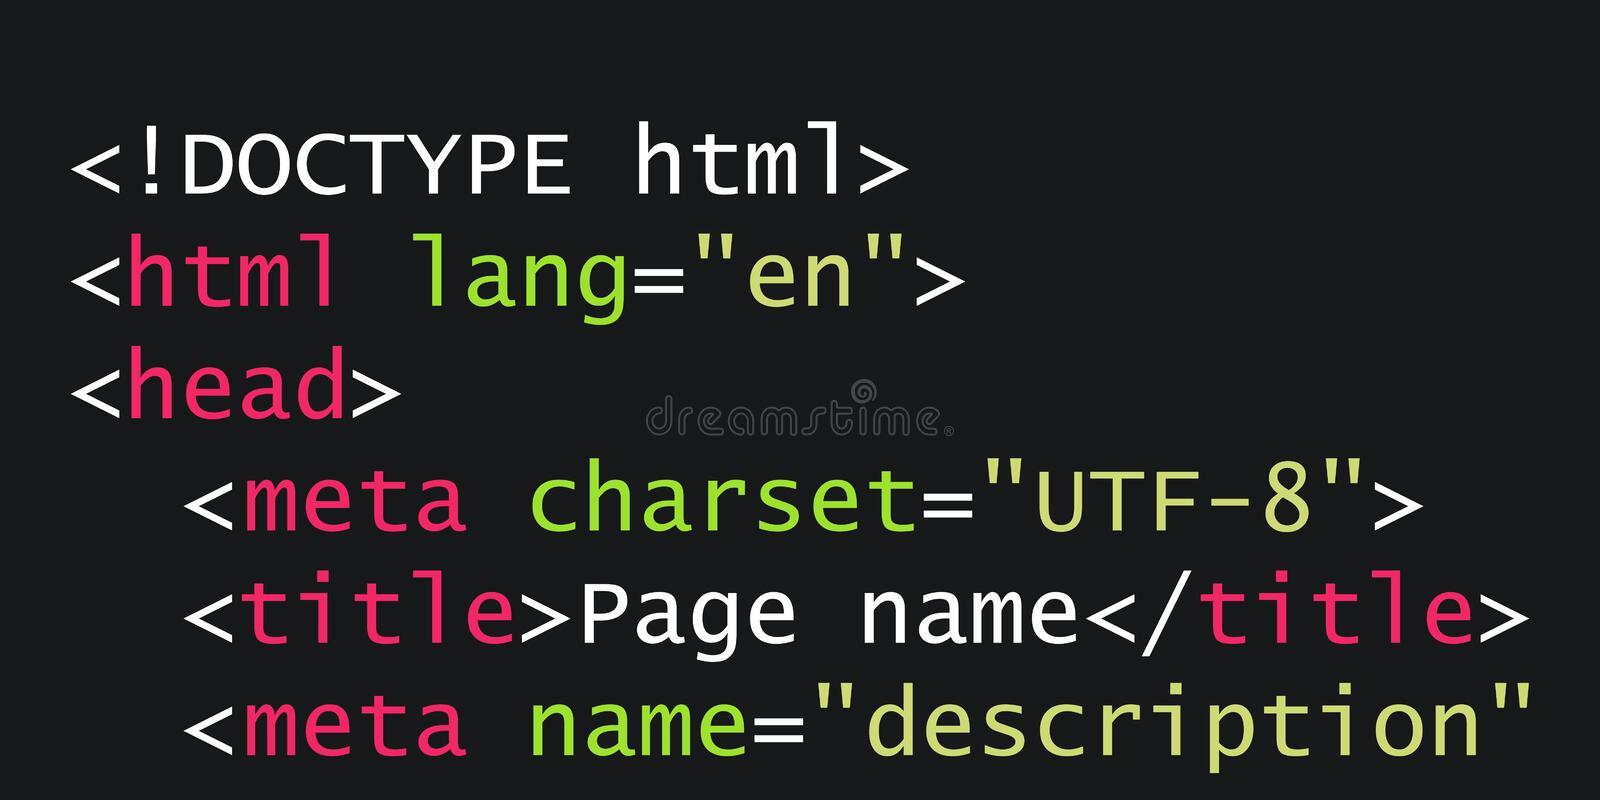 <!DOCTYPE html>
<html lang="en">
<head>
dreamstime®
<meta charset="UTF-8">
<title>Page name</title>
<meta name="description"